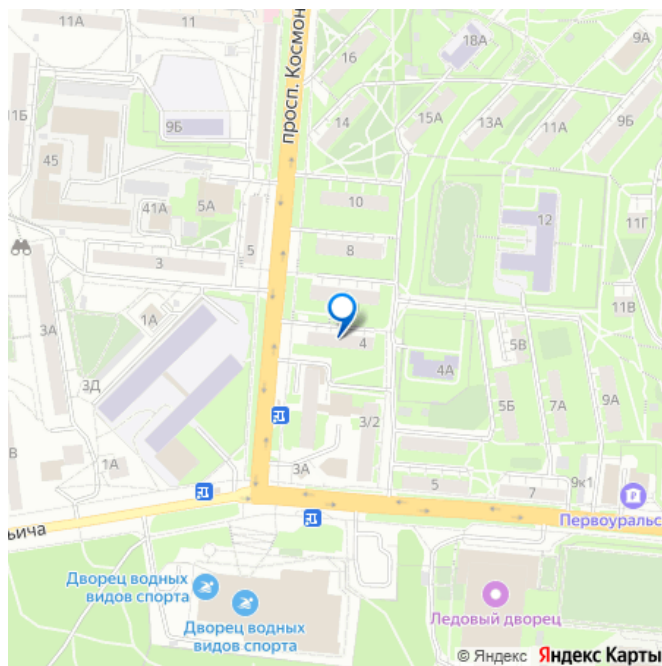 11А
11
просп. Космон
16
18А
9А
14
15А
13А
11А
9Б
9Б
11Б
45
41А
5А
10
12
11Г
5
8
3
1А
11В
3А
4
5В
4А
3Д
5Б
7А
9А
3/2
В
1А
3А
5
7
9к1
Первоуральс
ьича
Дворец водных
видов спорта
Дворец водных
видов спорта
Ледовый дворец
© Яндекс Яндекс Карты